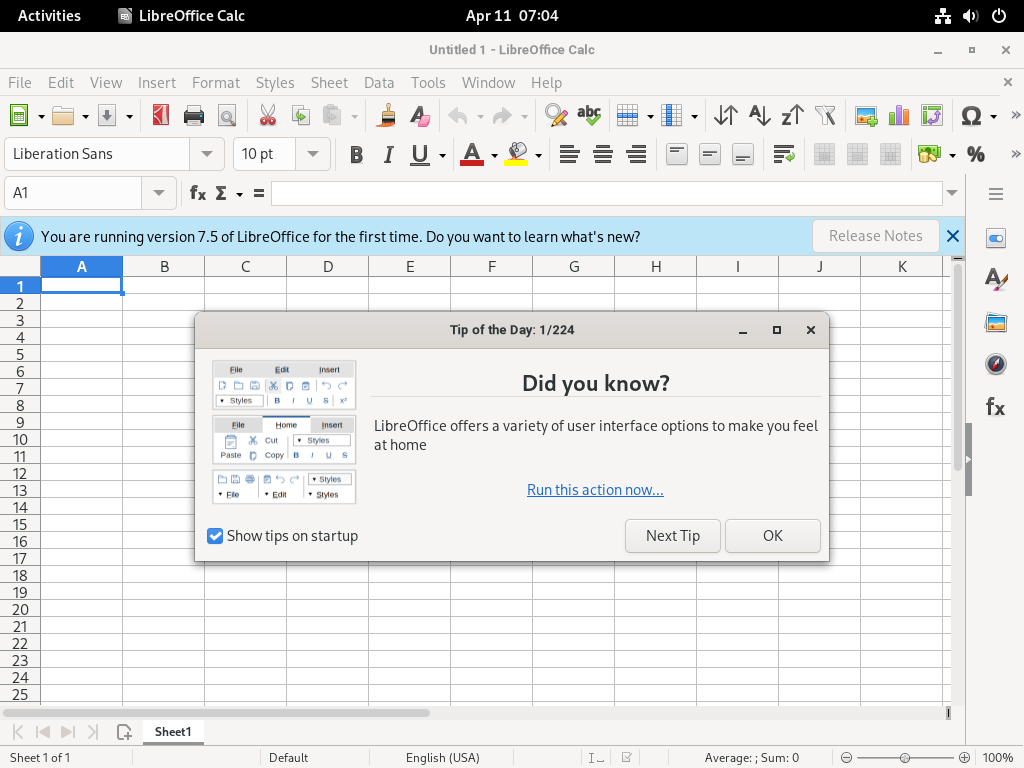 Activities LibreOffice Calc Apr 11 07:04
Untitled 1 - LibreOffice Calc
File Edit View Insert Format Styles Sheet Data Tools Window Help
abc Ω
Liberation Sans 10 pt B I U A %
A1 fx Σ =
You are running version 7.5 of LibreOffice for the first time. Do you want to learn what's new? Release Notes
A B C D E F G H I J K
1
2
3
4
5
6
7
8
9
10
11
12
13
14
15
16
17
18
19
20
21
22
23
24
25
Tip of the Day: 1/224
File Edit Insert
Styles B I U S x²
File Home Insert
Cut Styles
Paste Copy B I U S
Styles
File Edit Styles
Did you know?
LibreOffice offers a variety of user interface options to make you feel
at home
Run this action now...
Show tips on startup Next Tip OK
fx
Sheet1
Sheet 1 of 1 Default English (USA) Average: ; Sum: 0 100%